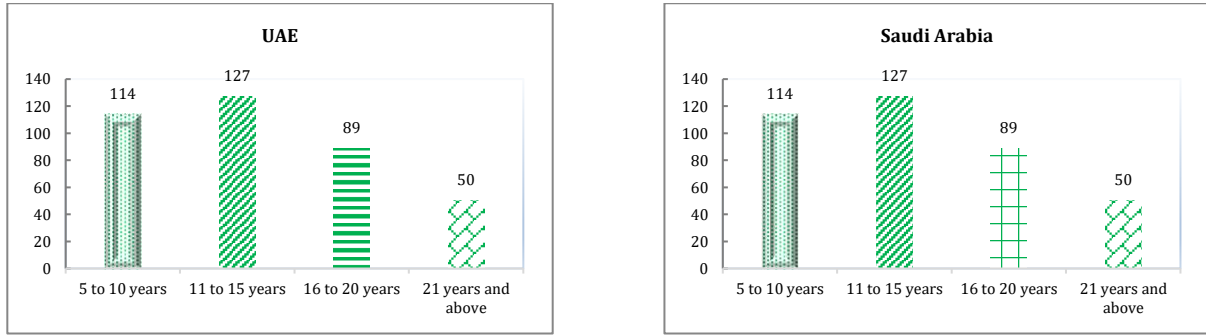 UAE
140
120
100
80
60
40
20
0
114
127
89
50
5 to 10 years
11 to 15 years
16 to 20 years
21 years and
above
Saudi Arabia
140
120
100
80
60
40
20
0
114
127
89
50
5 to 10 years
11 to 15 years
16 to 20 years
21 years and
above